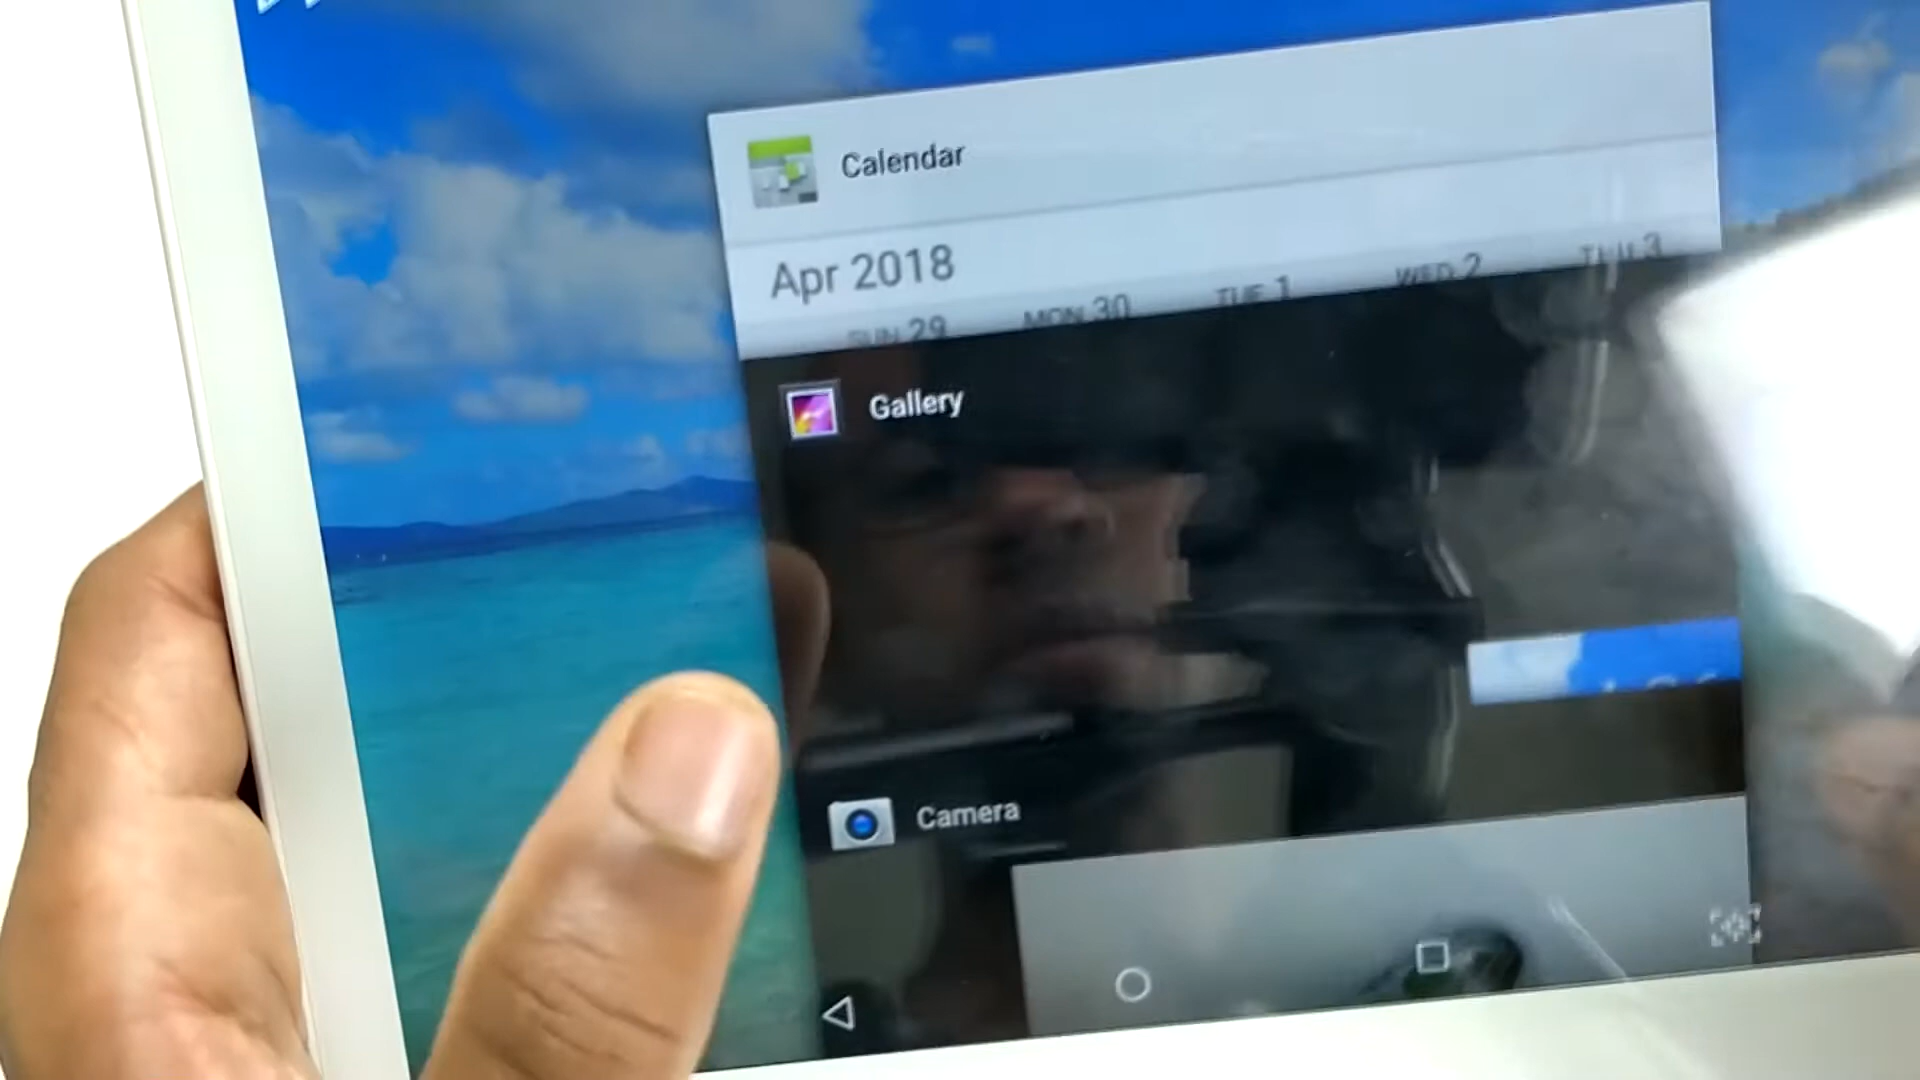 Calendar
Apr 2018
SUN 29 MON 30 TUE 1 WED 2 THU 3
Gallery
Camera